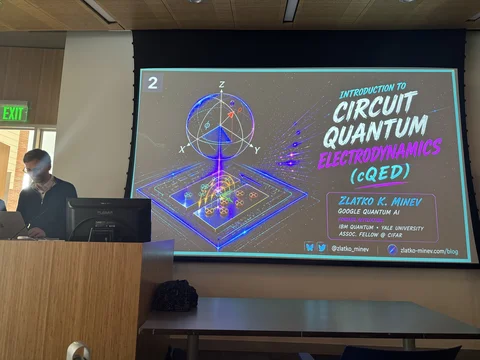 EXIT
2
Z
X
Y
INTRODUCTION TO
CIRCUIT
QUANTUM
ELECTRODYNAMICS
(cQED)
ZLATKO K. MINEV
GOOGLE QUANTUM AI
IBM QUANTUM + YALE UNIVERSITY
ASSOC. FELLOW @ CIFAR
@zlatko_minev
zlatko-minev.com/blog